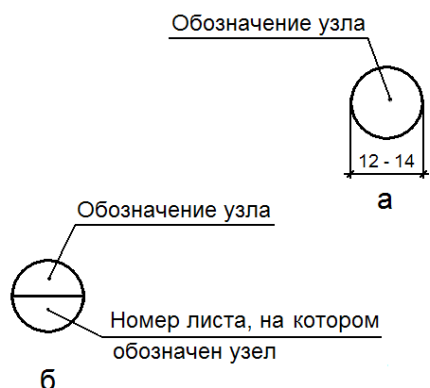 Обозначение узла
12 - 14
а
Обозначение узла
Номер листа, на котором
обозначен узел
б